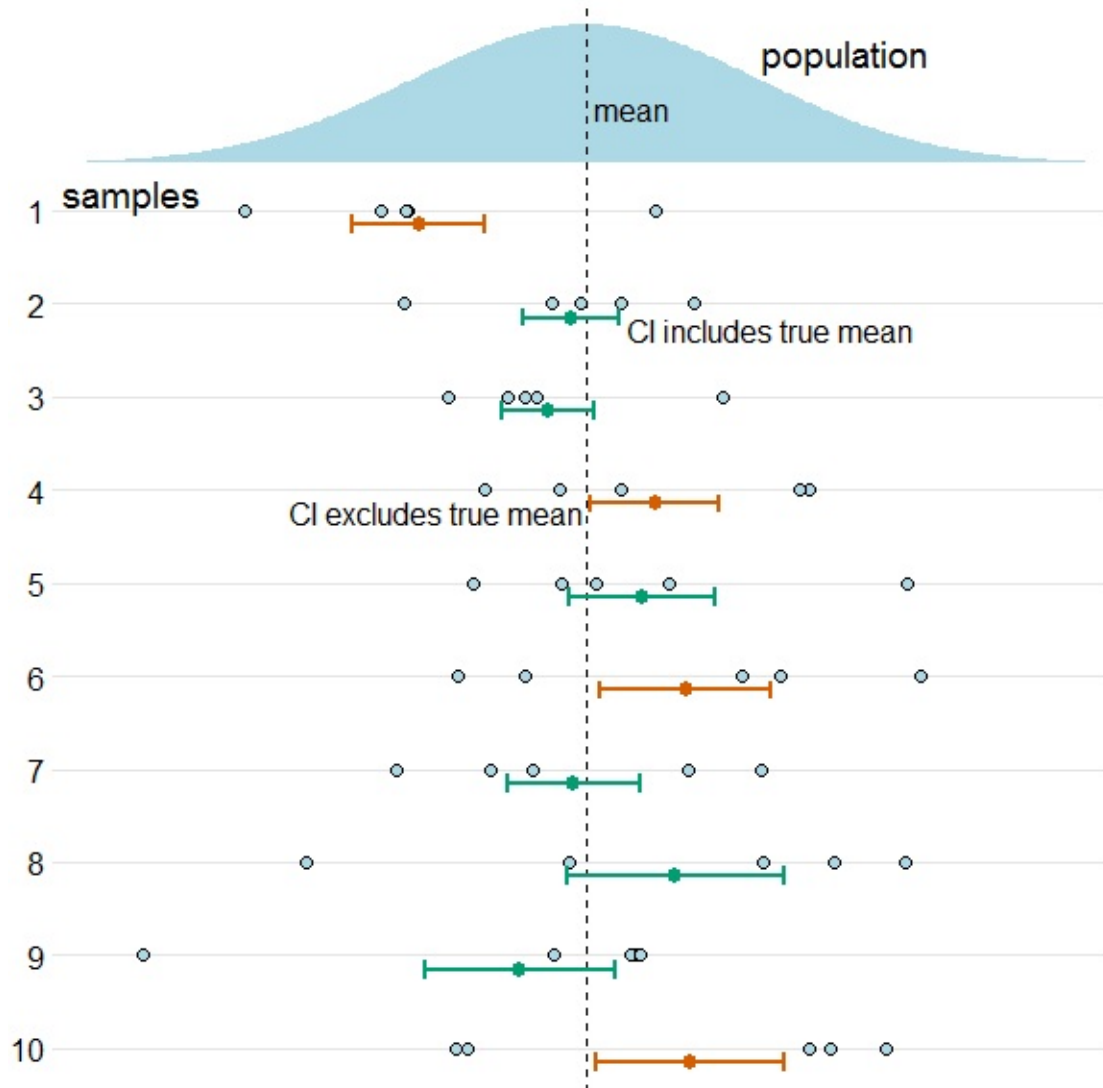 population
mean
samples
1
2
CI includes true mean
3
4
CI excludes true mean
5
6
7
8
9
10